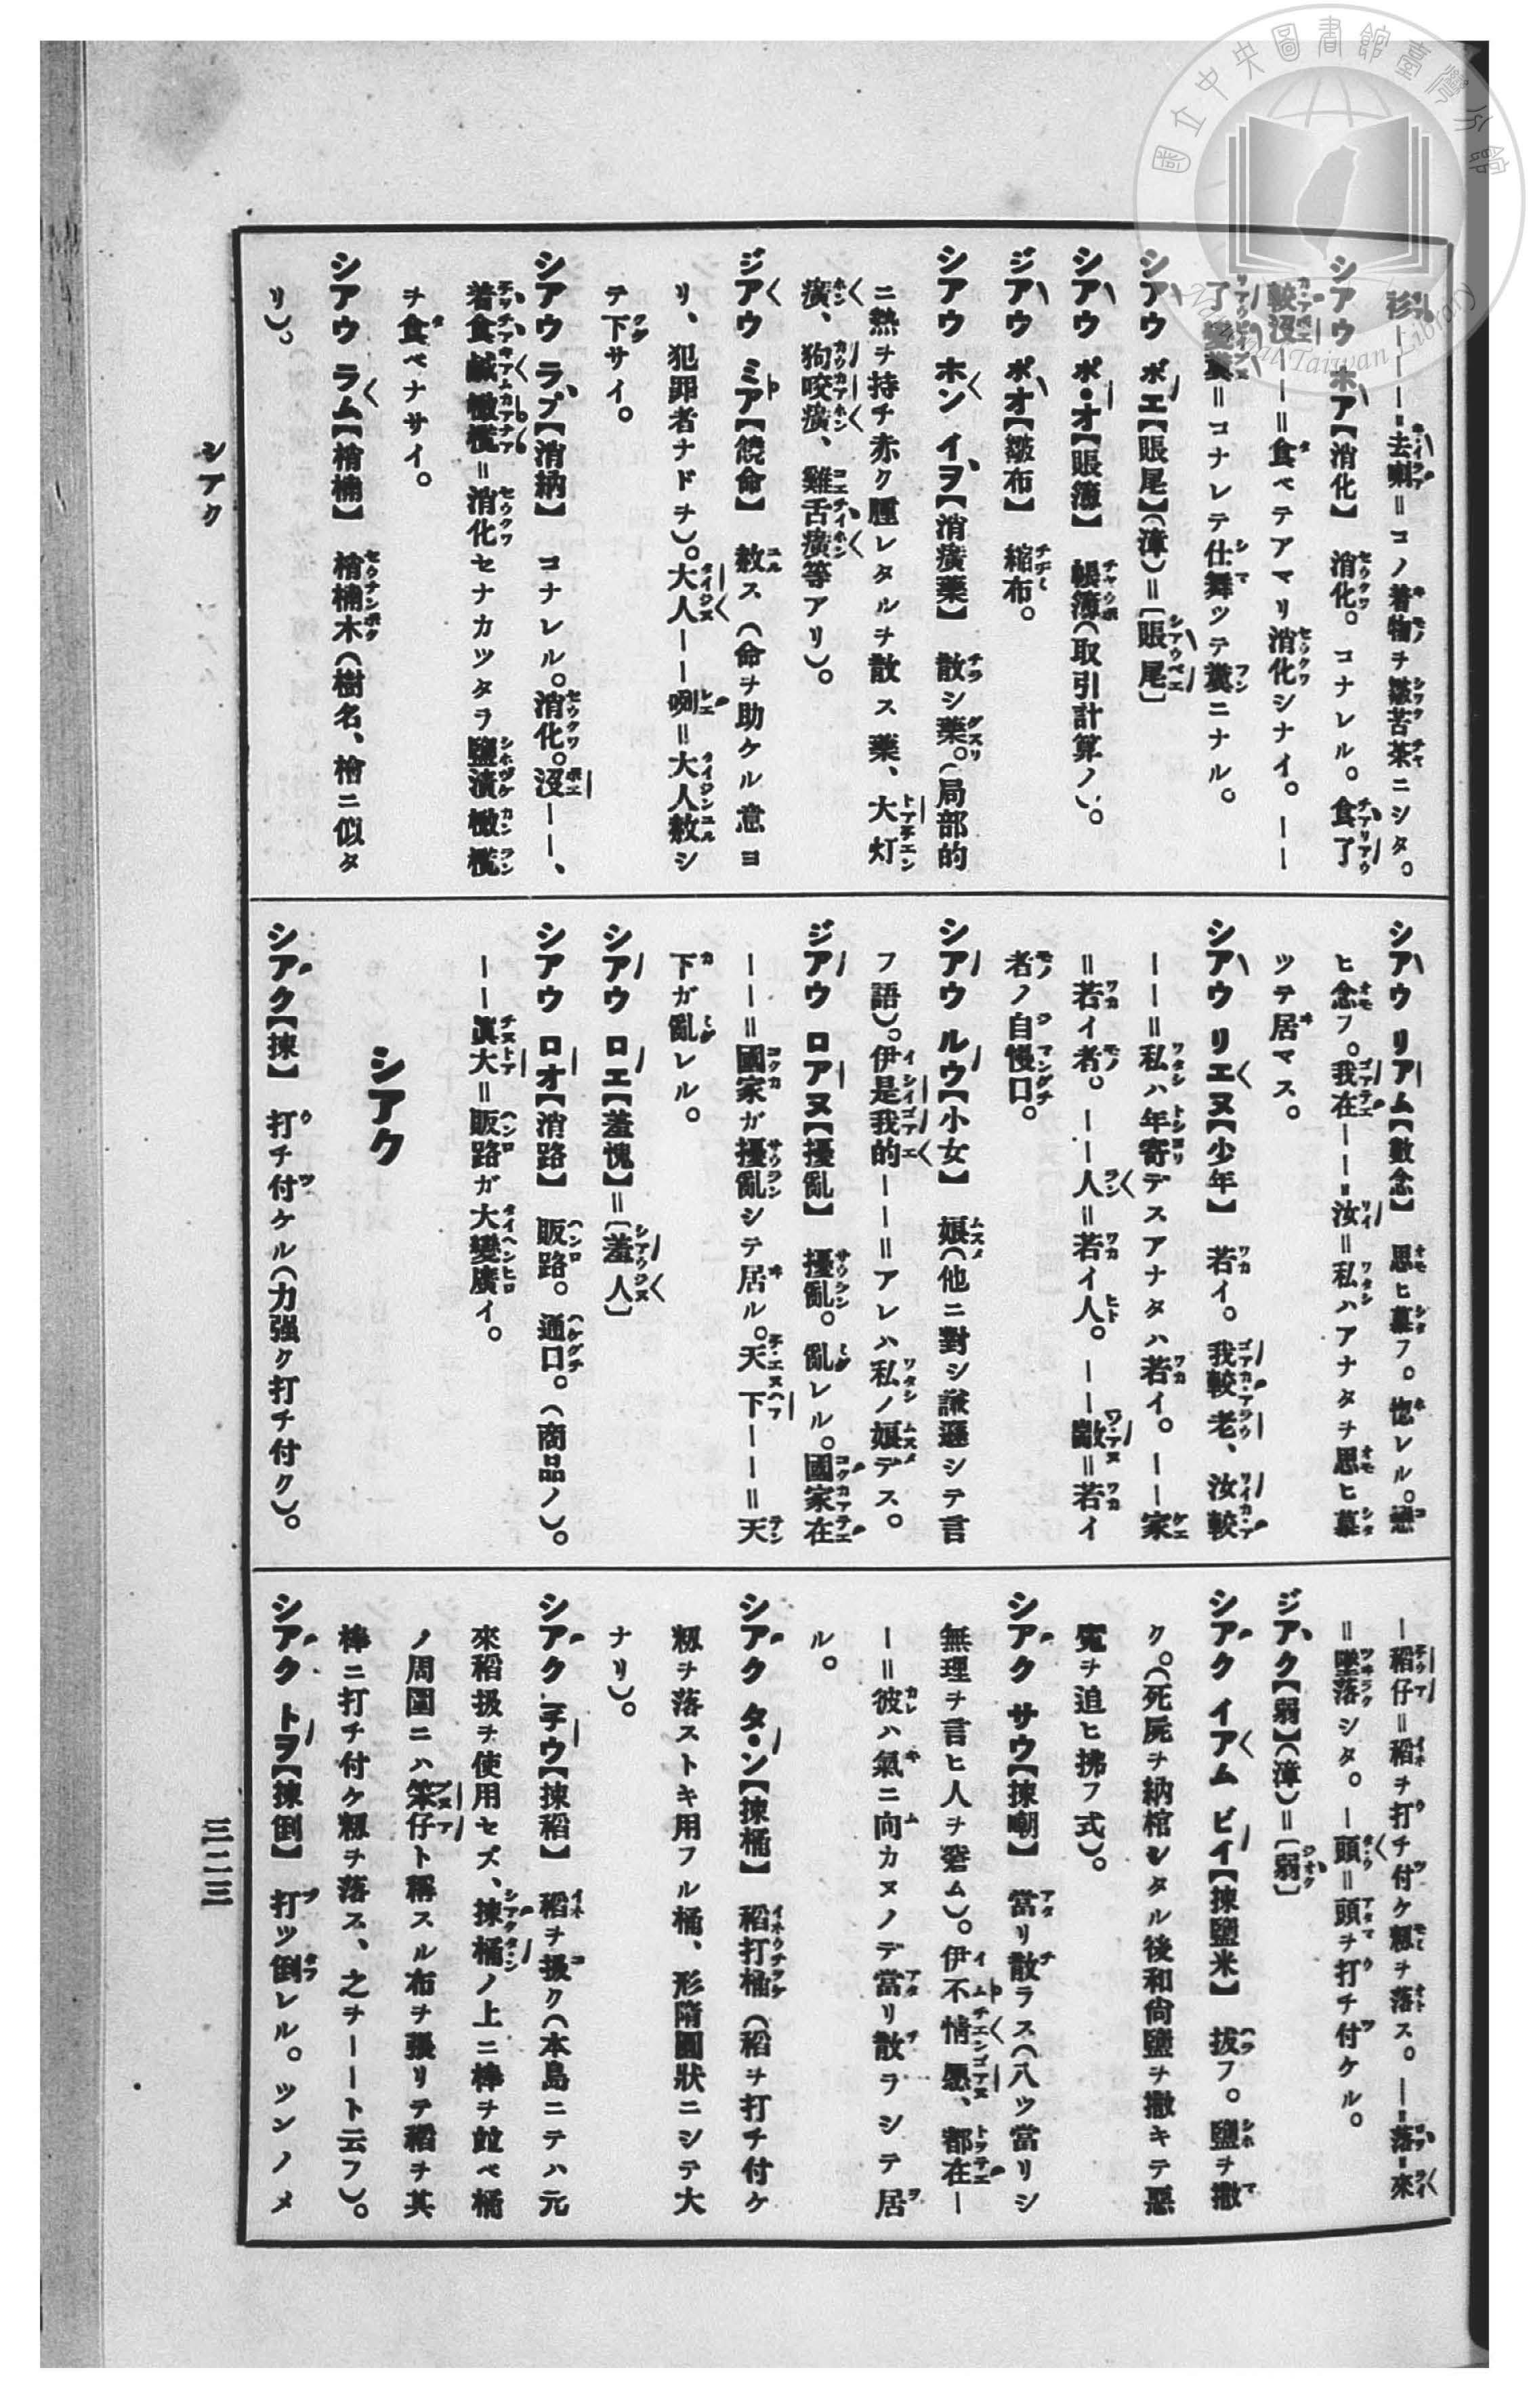 衫ーーー=去喇=コノ着物ヲ皺苦茶ニシタ。
シアウ ホア【消化】 消化。コナレル。食了
較沒ーー=食ベテアマリ消化シナイ。ーー
了變糞=コナレテ仕舞ツテ糞ニナル。
シアウ ボエ【賬尾】(漳)=〔賬尾〕
シアウ ポ・オ【賬簿】 帳簿(取引計算ノ)。
ジアウ ポオ【皺布】 縮布。
シアウ ホン イヲ【消癀藥】 散シ藥。(局部的
ニ熱ヲ持チ赤ク腫レタルヲ散ス藥、大灯
癀、狗咬癀、雞舌癀等アリ)。
ジアウ ミア【饒命】 赦ス(命ヲ助ケル意ヨ
リ、犯罪者ナドヲ)。大人ーー咧=大人赦シ
テ下サイ。
シアウ ラプ【消納】 コナレル。消化。沒ーー、
着食鹹橄欖=消化セナカツタラ鹽漬橄欖
ヲ食ベナサイ。
シアウ ラム【梢楠】 梢楠木(樹名、檜ニ似タ
リ)。
シアウ リアム【數念】 思ヒ慕フ。惚レル。戀
ヒ念フ。我在ーーー=汝=私ハアナタヲ思ヒ慕
ツテ居マス。
シアウ リエヌ【少年】 若イ。我較老、汝較
ーー=私ハ年寄デスアナタハ若イ。ーー家
=若イ者。ーー人=若イ人。ーー=若イ
者ノ自慢口。
シアウ ルウ【小女】 娘(他ニ對シ謙遜シテ言
フ語)。伊是我的ーー=アレハ私ノ娘デス。
ジアウ ロアヌ【擾亂】 擾亂。亂レル。國家在
ーー=國家ガ擾亂シテ居ル。天下ーー=天
下ガ亂レル。
シアウ ロエ【羞愧】=〔羞人〕
シアウ ロオ【消路】 販路。通口。(商品ノ)。
ーー眞大=販路ガ大變廣イ。
シアク
シアク【揀】 打チ付ケル(力强ク打チ付ク)。
ー稻仔=稻ヲ打チ付ケ籾ヲ落ス。ー=落=來
=墜落シタ。ー頭=頭ヲ打チ付ケル。
ジアク【弱】(漳)=〔弱〕
シアク イアム ビイ【揀鹽米】 拔フ。鹽ヲ撒
ク。(死屍ヲ納棺シタル後和尙鹽ヲ撒キテ惡
魔ヲ追ヒ拂フ式)。
シアク サウ【揀嘲】 當リ散ラス(八ツ當リシ
無理ヲ言ヒ人ヲ窘ム)。伊不情愿、都在ー
ー=彼ハ氣ニ向カヌノデ當リ散ラシテ居
ル。
シアク タ・ン【揀桶】 稻打桶(稻ヲ打チ付ケ
籾ヲ落ストキ用フル桶、形隋圓狀ニシテ大
ナリ)。
シアク チウ【揀稻】 稻ヲ扱ク(本島ニテハ元
來稻扱ヲ使用セズ、揀桶ノ上ニ棒ヲ竝ベ桶
ノ周圍ニハ笨仔ト稱スル布ヲ張リテ稻ヲ其
棒ニ打チ付ケ籾ヲ落ス、之ヲーート云フ)。
シアク トヲ【揀倒】 打ツ倒レル。ツンノメ
シアク
三二三
國立中央圖書館臺灣分館
National Taiwan Library